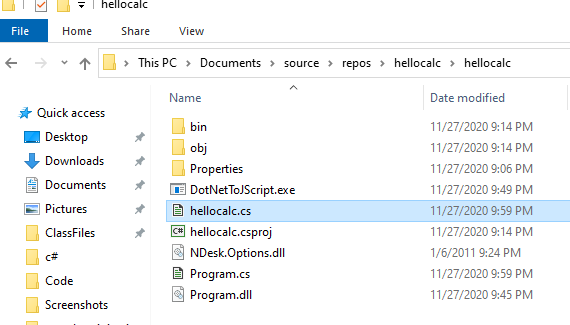 hellocalc
File Home Share View
This PC > Documents > source > repos > hellocalc > hellocalc
Name Date modified
Quick access
Desktop
Downloads
Documents
Pictures
ClassFiles
c#
Code
Screenshots
bin 11/27/2020 9:14 PM
obj 11/27/2020 9:14 PM
Properties 11/27/2020 9:06 PM
DotNetToJScript.exe 11/27/2020 9:49 PM
hellocalc.cs 11/27/2020 9:59 PM
hellocalc.csproj 11/27/2020 9:14 PM
NDesk.Options.dll 1/6/2011 9:24 PM
Program.cs 11/27/2020 9:59 PM
Program.dll 11/27/2020 9:45 PM